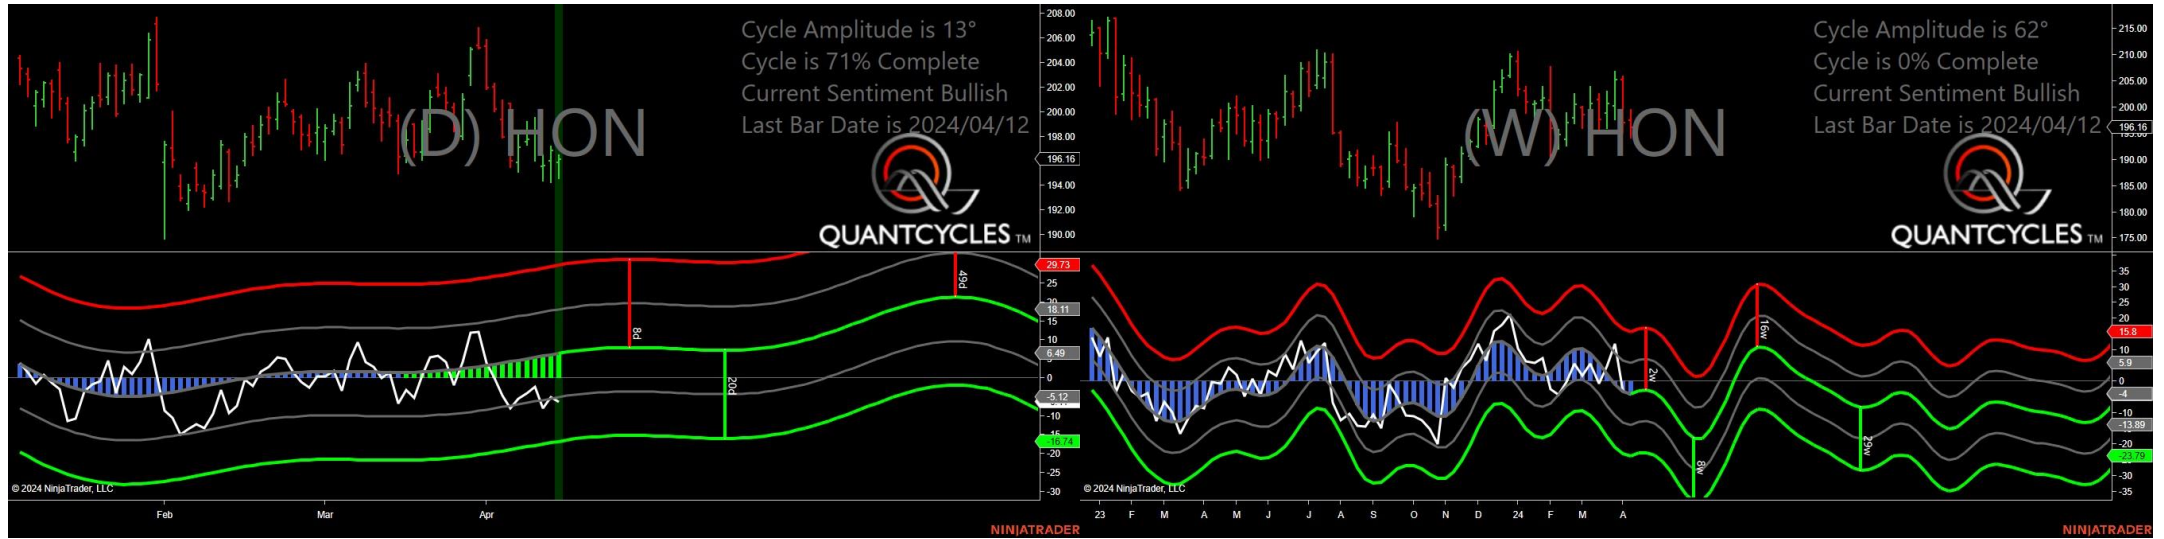 Cycle Amplitude is 13°
Cycle is 71% Complete
Current Sentiment Bullish
Last Bar Date is 2024/04/12
(D) HON
QUANTCYCLES TM
208.00
206.00
204.00
202.00
200.00
198.00
196.16
194.00
192.00
190.00
29.73
25
20
18.11
15
10
6.49
5
0
-5.12
-10
-15
-16.74
-20
-25
-30
8d
20d
49d
© 2024 NinjaTrader, LLC
Feb
Mar
Apr
NINJATRADER
Cycle Amplitude is 62°
Cycle is 0% Complete
Current Sentiment Bullish
Last Bar Date is 2024/04/12
(W) HON
QUANTCYCLES TM
215.00
210.00
205.00
200.00
196.16
195.00
190.00
185.00
180.00
175.00
35
30
25
20
15.8
10
5.9
0
-4
-10
-13.89
-20
-23.79
-30
-35
2w
8w
16w
29w
© 2024 NinjaTrader, LLC
23 F M A M J J A S O N D 24 F M A
NINJATRADER